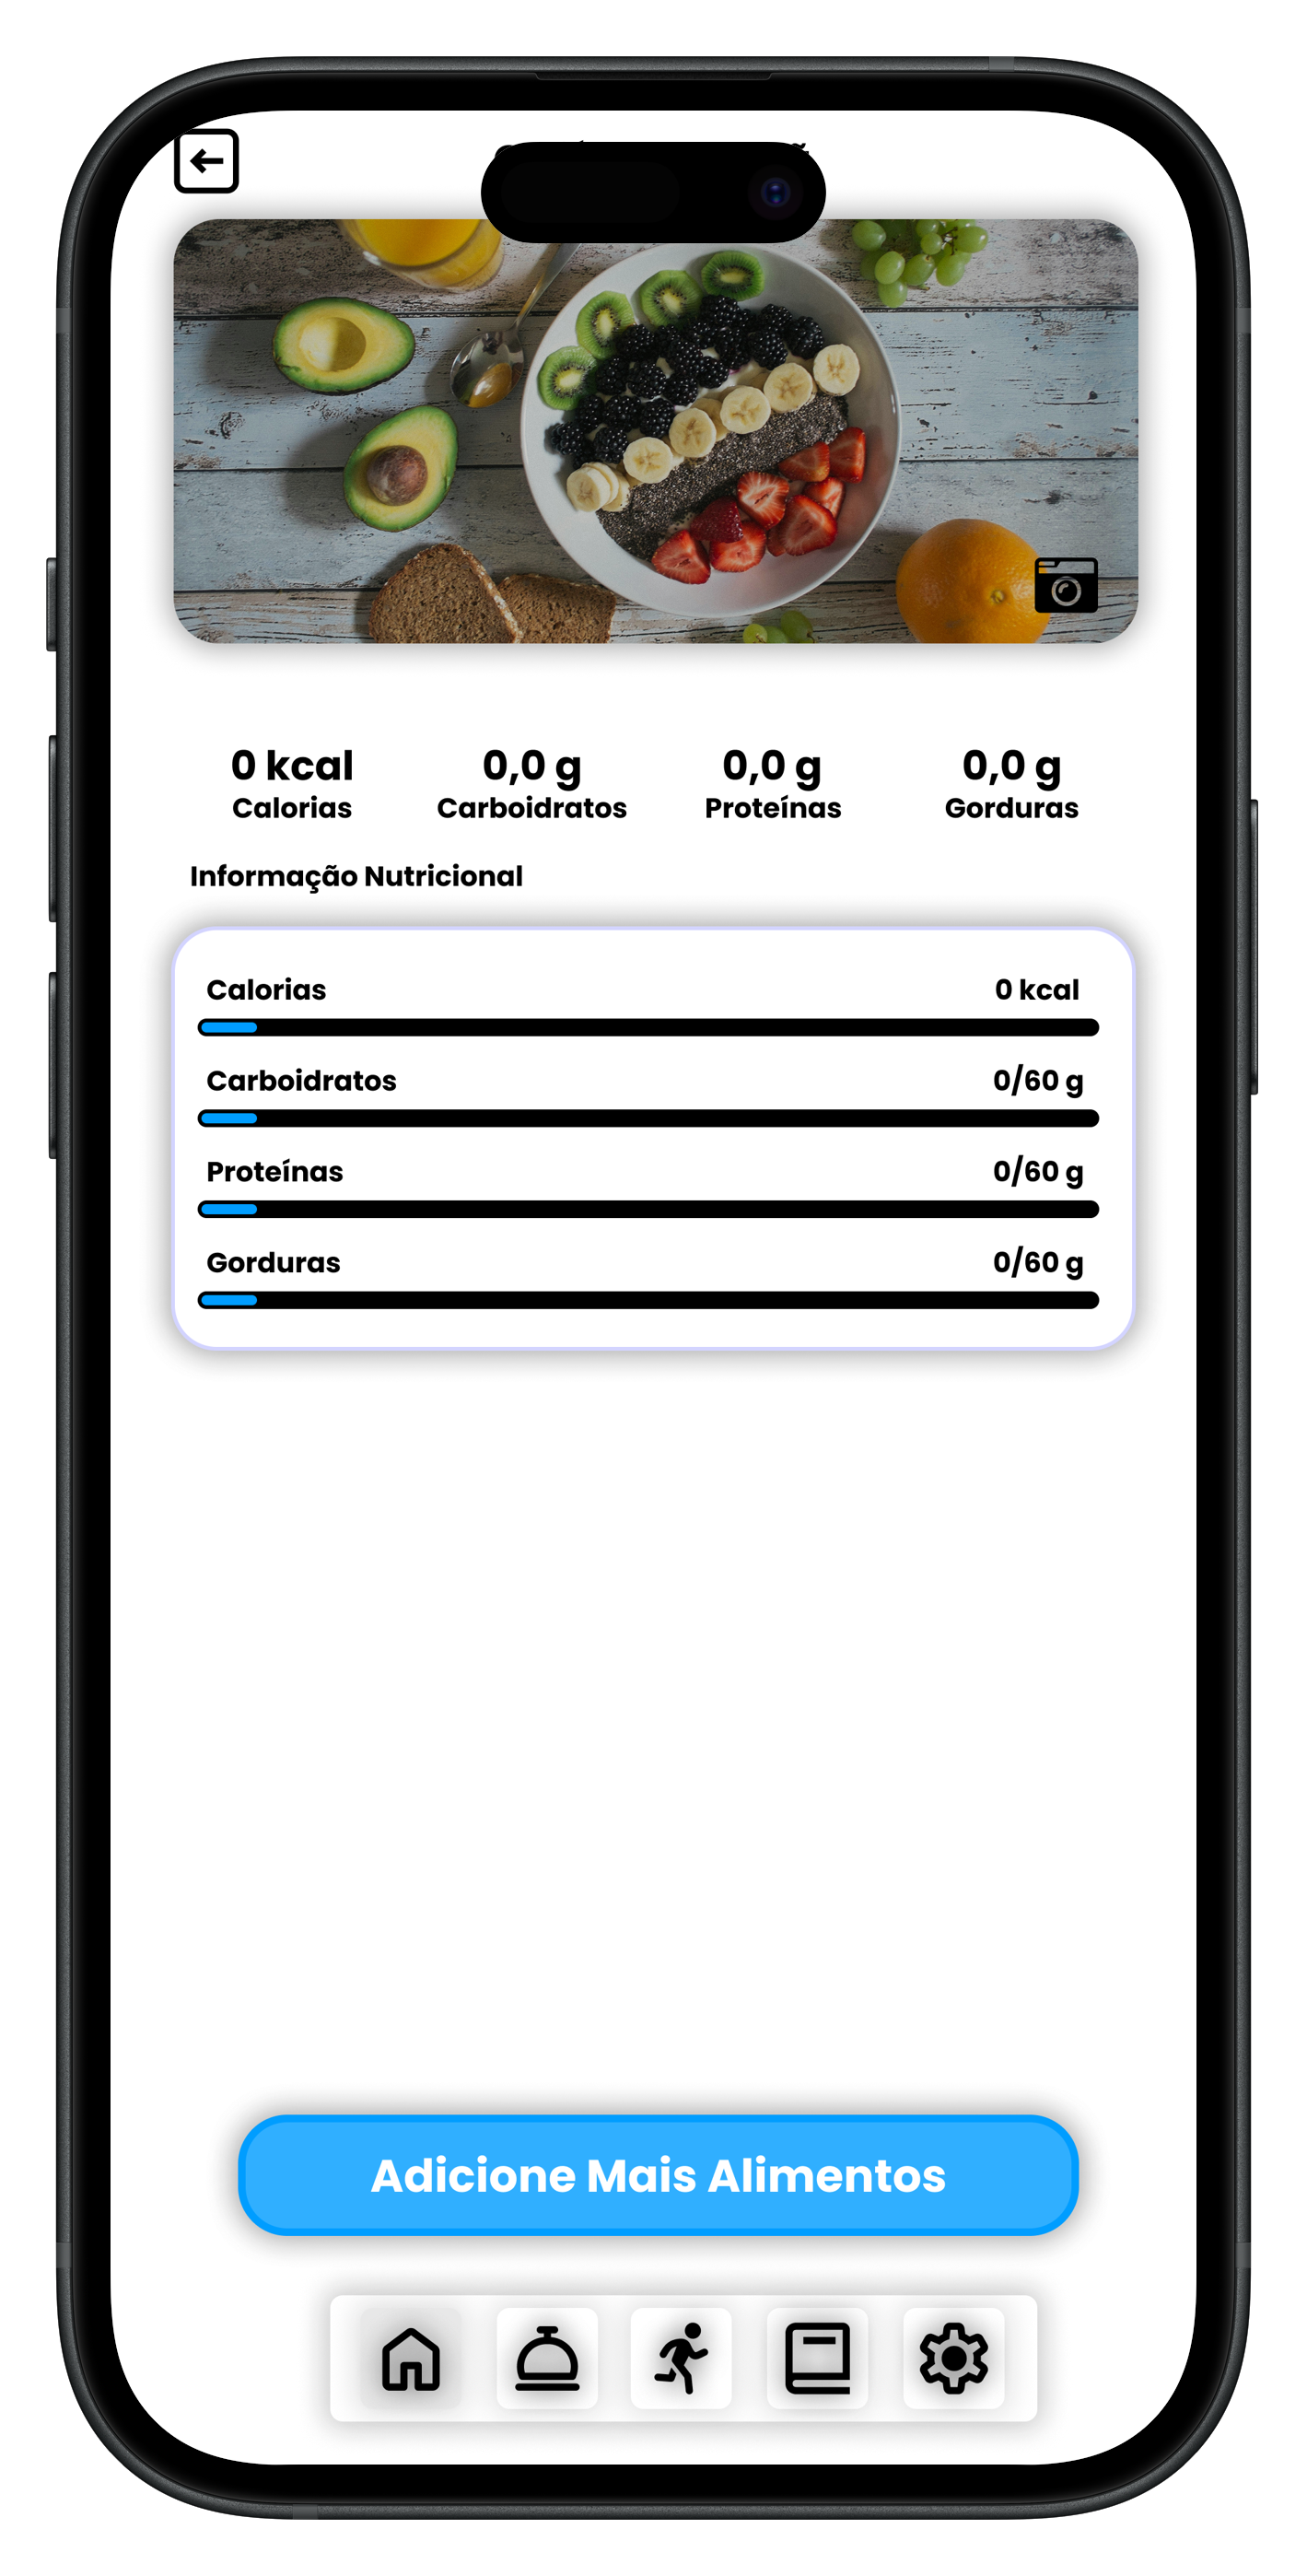 0 kcal 0,0 g 0,0 g 0,0 g
Calorias Carboidratos Proteínas Gorduras
Informação Nutricional
Calorias 0 kcal
Carboidratos 0/60 g
Proteínas 0/60 g
Gorduras 0/60 g
Adicione Mais Alimentos